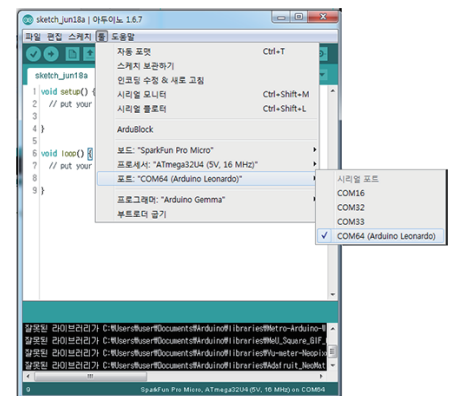 sketch_jun18a | 아두이노 1.6.7
파일 편집 스케치 툴 도움말
sketch_jun18a
1 void setup() {
2 // put your
3
4 }
5
6 void loop() {
7 // put your
8
9 }
자동 포맷 Ctrl+T
스케치 보관하기
인코딩 수정 & 새로 고침
시리얼 모니터 Ctrl+Shift+M
시리얼 플로터 Ctrl+Shift+L
ArduBlock
보드: "SparkFun Pro Micro"
프로세서: "ATmega32U4 (5V, 16 MHz)"
포트: "COM64 (Arduino Leonardo)"
프로그래머: "Arduino Gemma"
부트로더 굽기
시리얼 포트
COM16
COM32
COM33
✓ COM64 (Arduino Leonardo)
잘못된 라이브러리가 C:₩Users₩user₩Documents₩Arduino₩libraries₩Metro-Arduino-W
잘못된 라이브러리가 C:₩Users₩user₩Documents₩Arduino₩libraries₩MeU_Square_GIF_
잘못된 라이브러리가 C:₩Users₩user₩Documents₩Arduino₩libraries₩Vu-meter-Neopix
잘못된 라이브러리가 C:₩Users₩user₩Documents₩Arduino₩libraries₩Adafruit_NeoMat
9 SparkFun Pro Micro, ATmega32U4 (5V, 16 MHz) on COM64